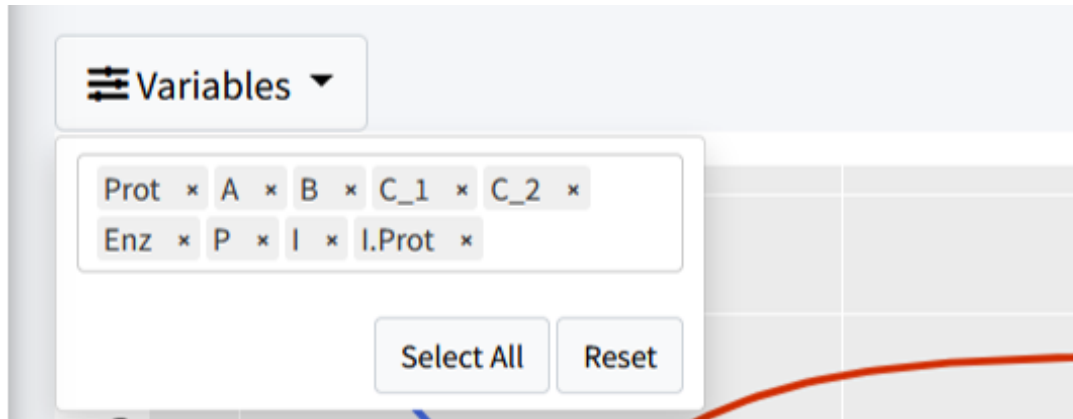 Variables
Prot × A × B × C_1 × C_2 ×
Enz × P × I × I.Prot ×
Select All Reset